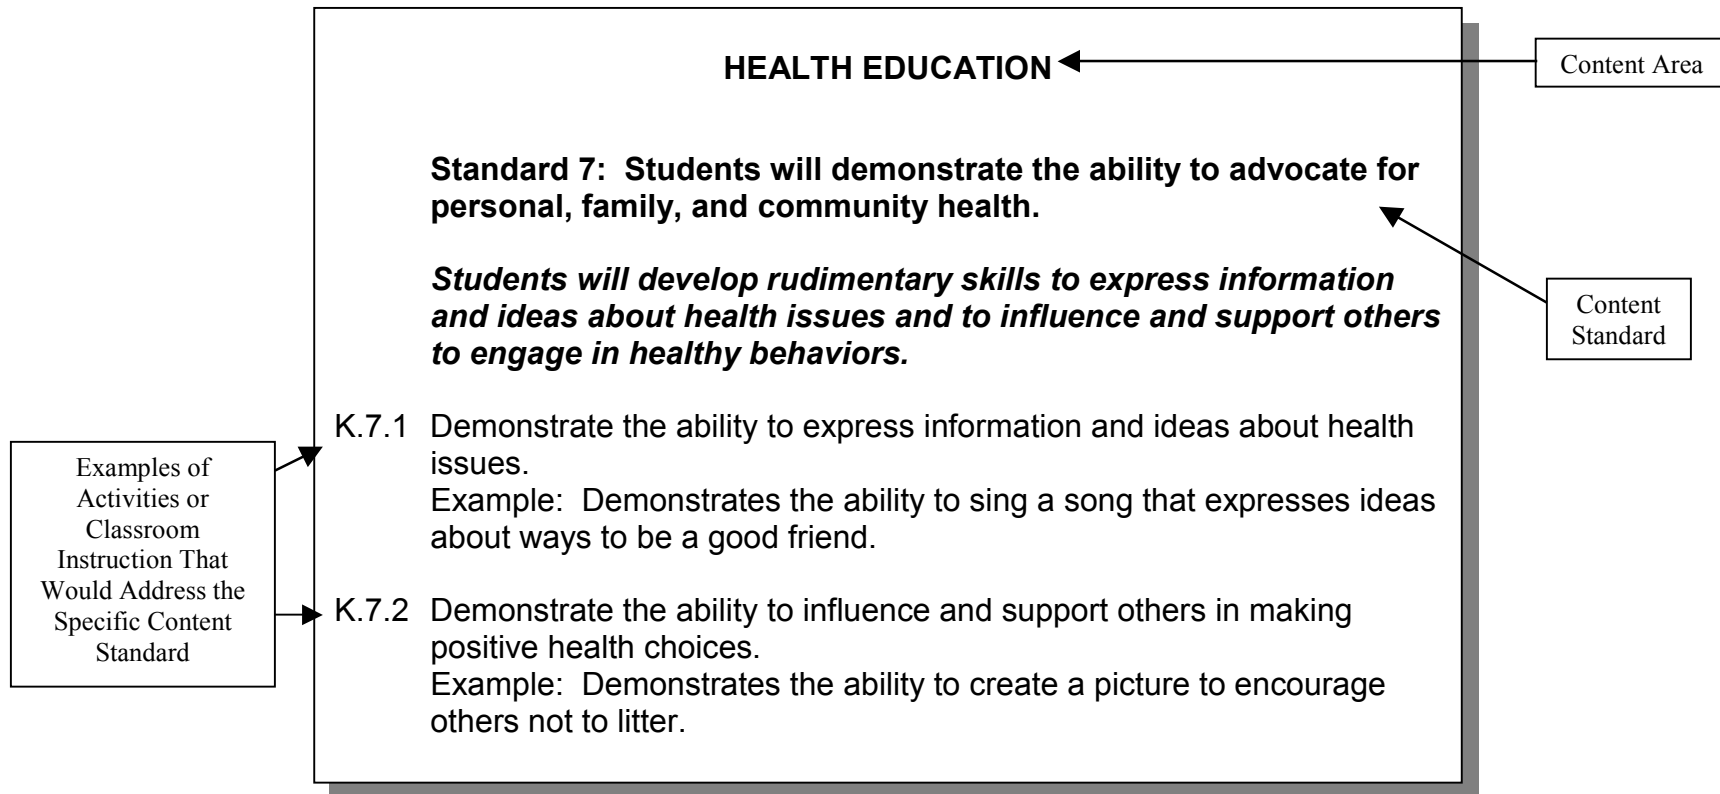 HEALTH EDUCATION
Content Area
Standard 7:  Students will demonstrate the ability to advocate for
personal, family, and community health.
Students will develop rudimentary skills to express information
and ideas about health issues and to influence and support others
to engage in healthy behaviors.
Content
Standard
K.7.1 Demonstrate the ability to express information and ideas about health
issues.
Example:  Demonstrates the ability to sing a song that expresses ideas
about ways to be a good friend.
Examples of
Activities or
Classroom
Instruction That
Would Address the
Specific Content
Standard
K.7.2 Demonstrate the ability to influence and support others in making
positive health choices.
Example:  Demonstrates the ability to create a picture to encourage
others not to litter.